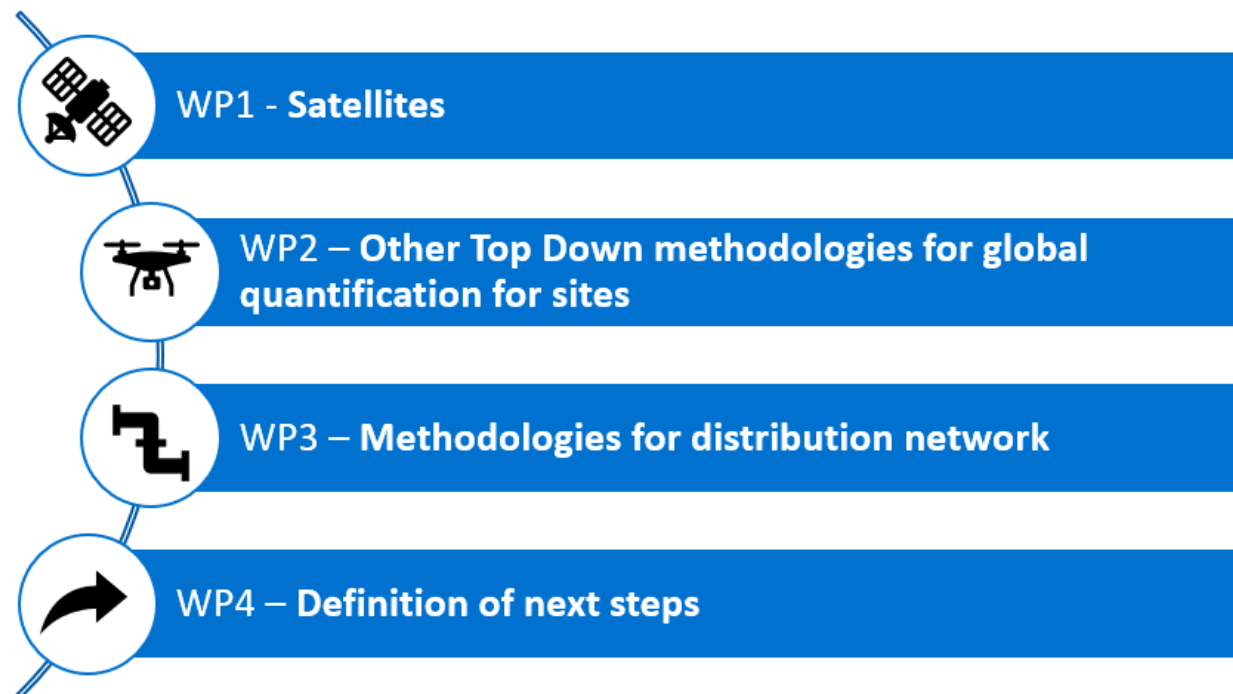 WP1 - Satellites
WP2 – Other Top Down methodologies for global
quantification for sites
WP3 – Methodologies for distribution network
WP4 – Definition of next steps